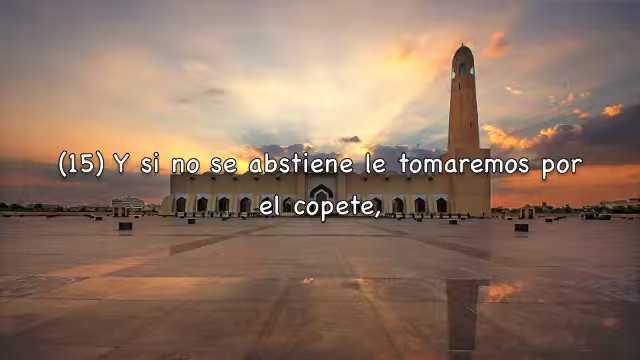 (15) Y si no se abstiene le tomaremos por
el copete,